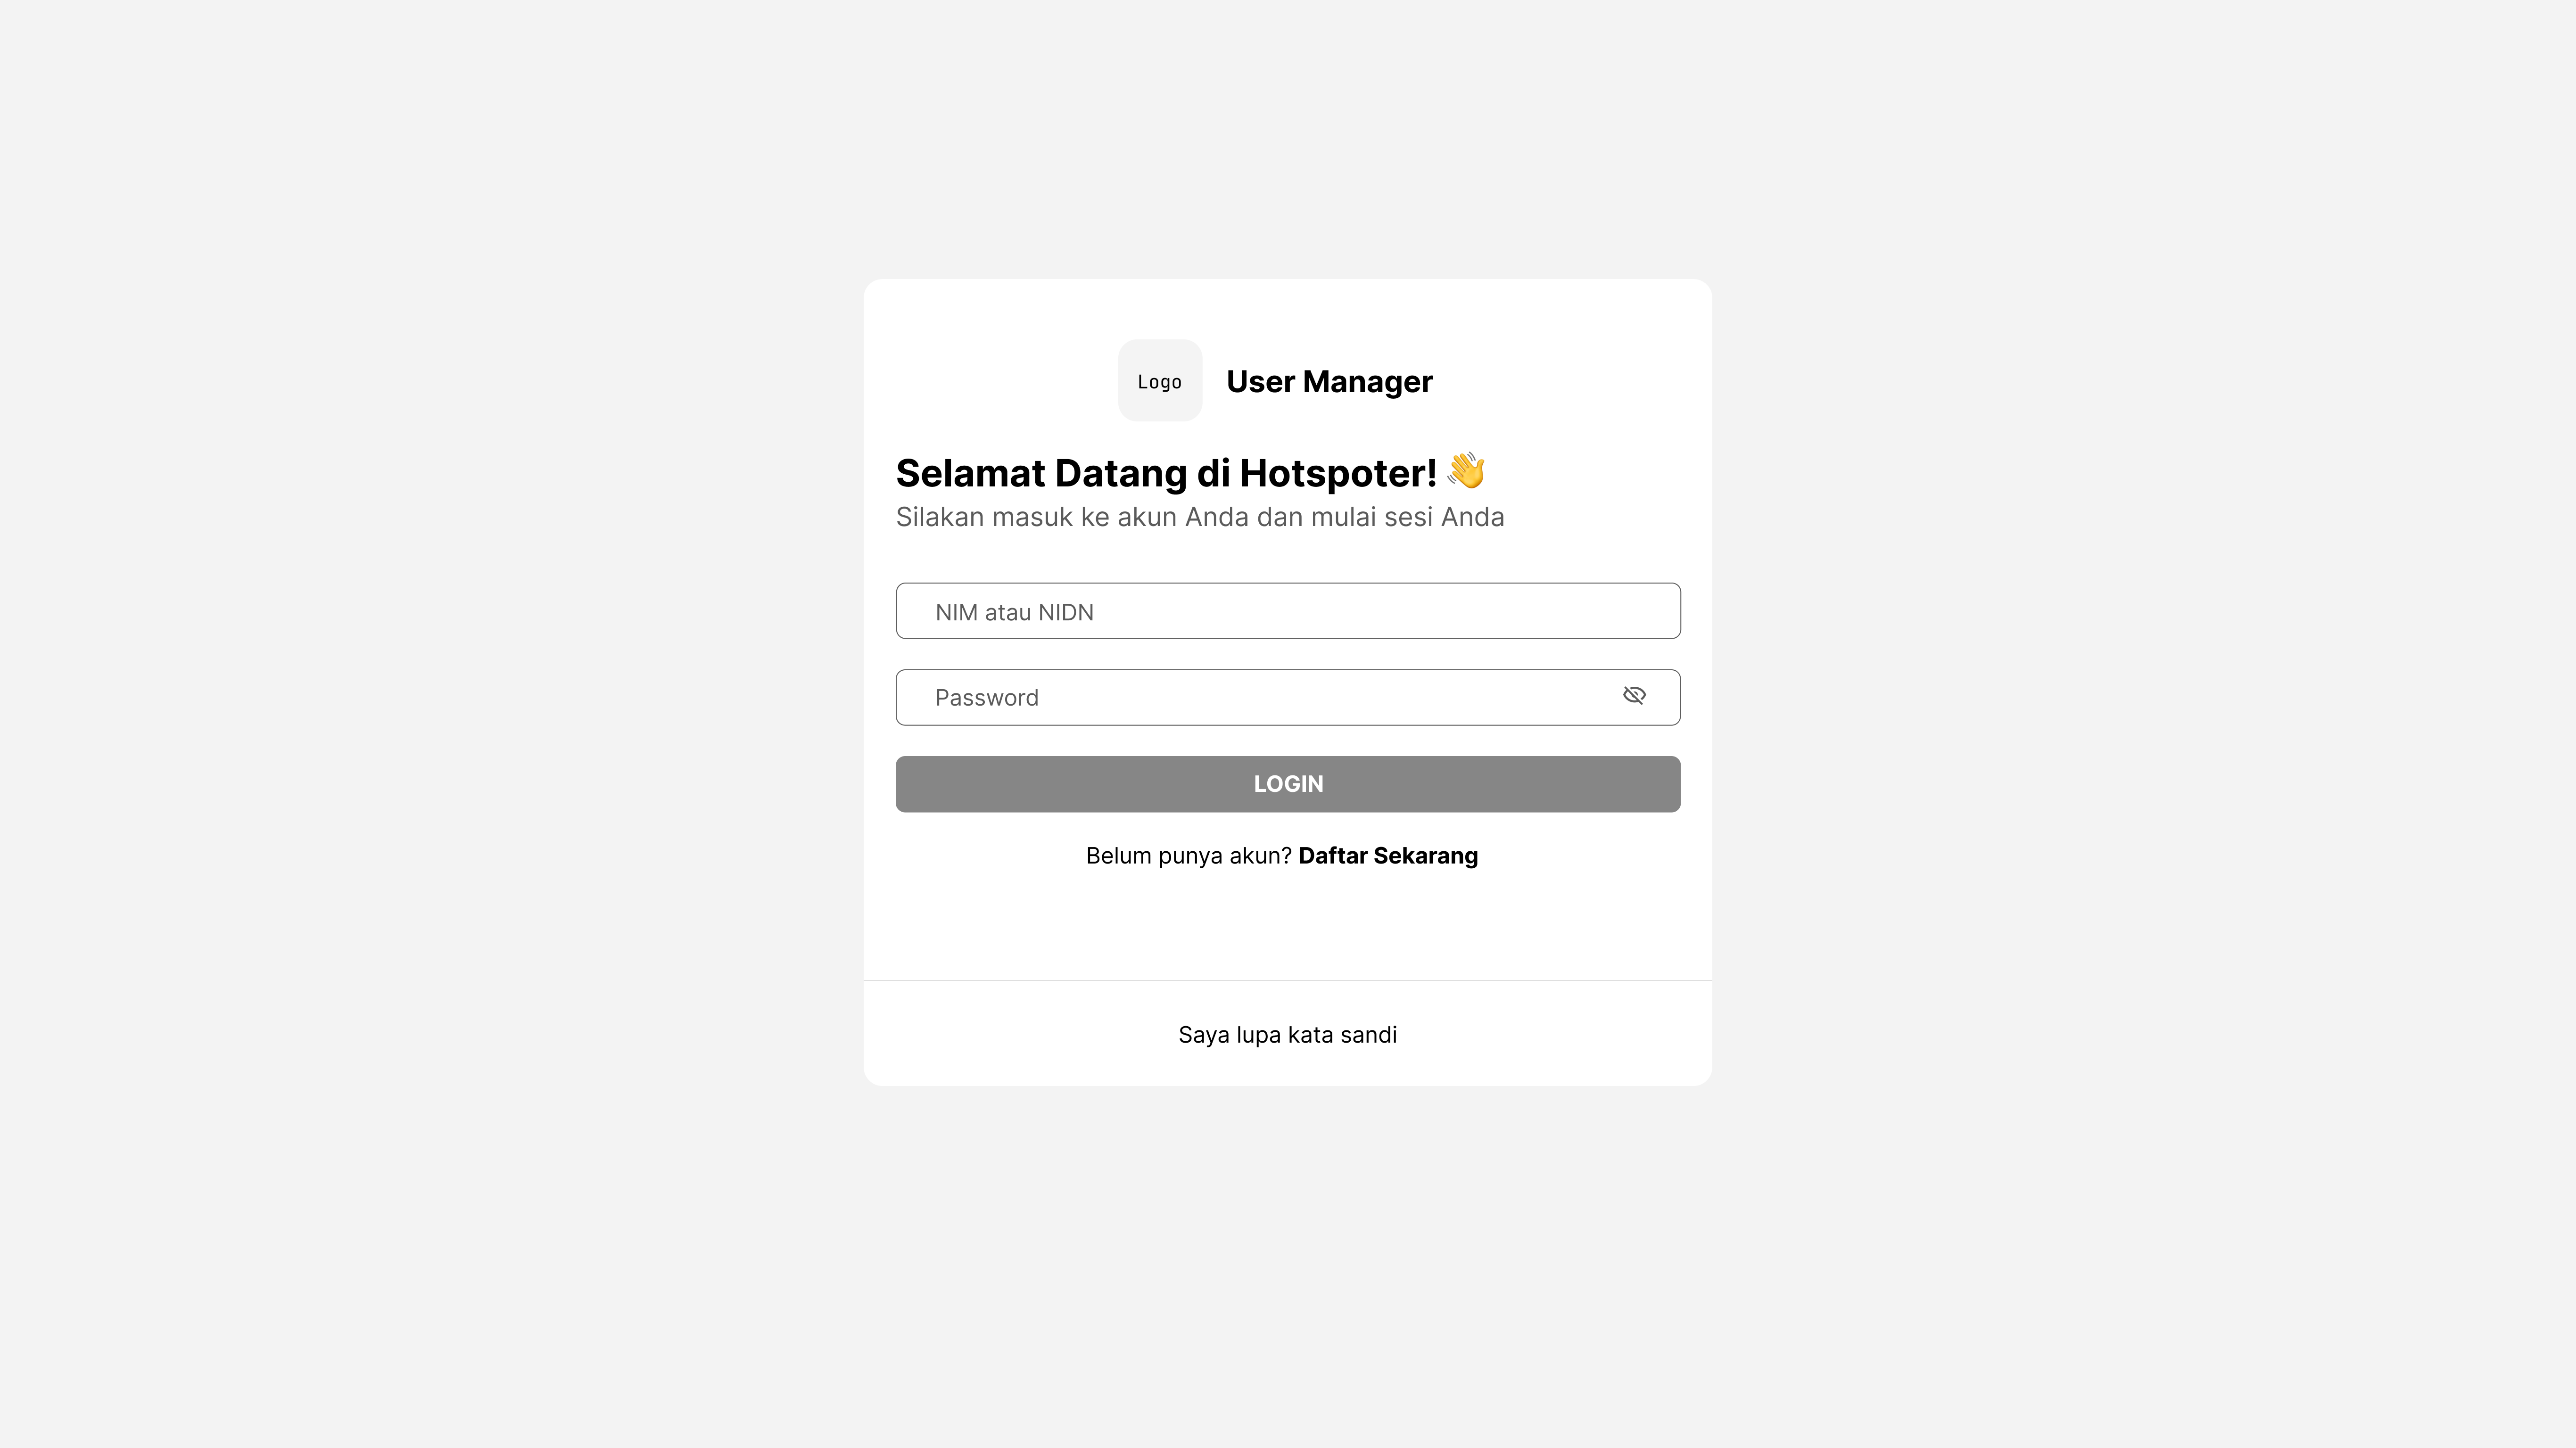 Logo
User Manager
Selamat Datang di Hotspoter! 👋
Silakan masuk ke akun Anda dan mulai sesi Anda
NIM atau NIDN
Password
LOGIN
Belum punya akun? Daftar Sekarang
Saya lupa kata sandi